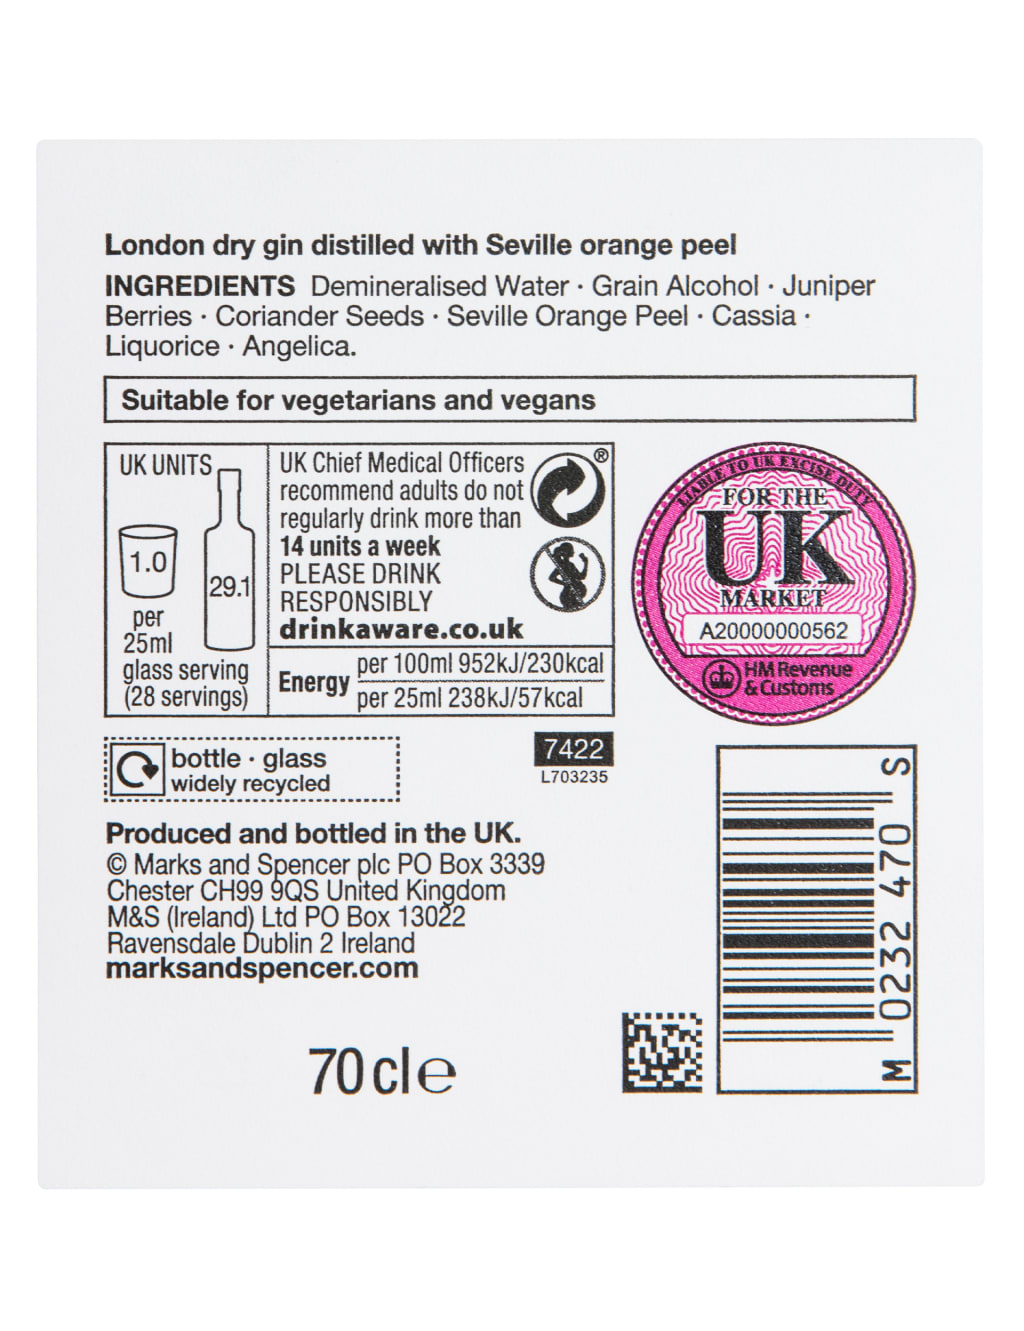 London dry gin distilled with Seville orange peel
INGREDIENTS Demineralised Water · Grain Alcohol · Juniper
Berries · Coriander Seeds · Seville Orange Peel · Cassia ·
Liquorice · Angelica.
Suitable for vegetarians and vegans
UK UNITS
1.0
29.1
per
25ml
glass serving
(28 servings)
UK Chief Medical Officers
recommend adults do not
regularly drink more than
14 units a week
PLEASE DRINK
RESPONSIBLY
drinkaware.co.uk
®
Energy
per 100ml 952kJ/230kcal
per 25ml 238kJ/57kcal
LIABLE TO UK EXCISE DUTY
FOR THE
UK
MARKET
A20000000562
HM Revenue
& Customs
bottle · glass
widely recycled
7422
L703235
Produced and bottled in the UK.
© Marks and Spencer plc PO Box 3339
Chester CH99 9QS United Kingdom
M&S (Ireland) Ltd PO Box 13022
Ravensdale Dublin 2 Ireland
marksandspencer.com
70cl e
M 0232 470 S